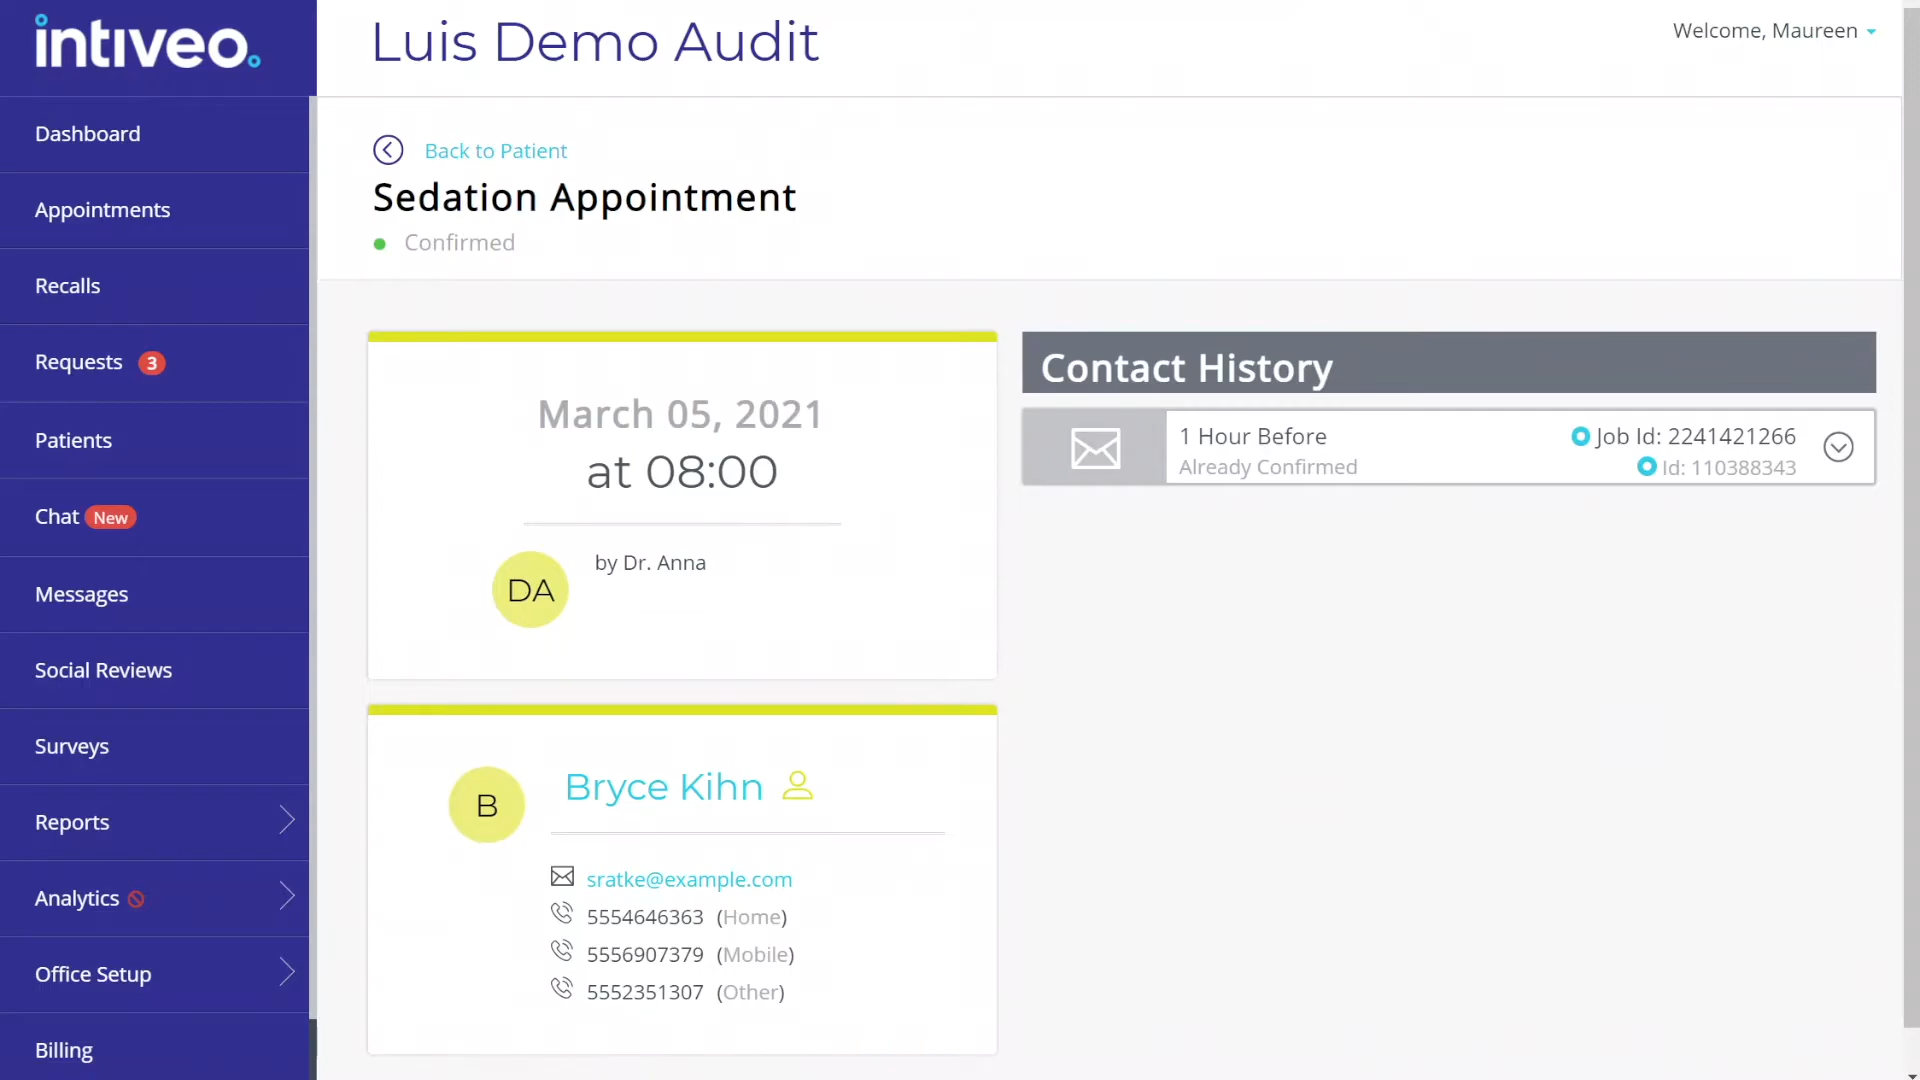 intiveo.
Luis Demo Audit
Welcome, Maureen
Dashboard
Appointments
Recalls
Requests 3
Patients
Chat New
Messages
Social Reviews
Surveys
Reports
Analytics
Office Setup
Billing
Back to Patient
Sedation Appointment
Confirmed
March 05, 2021
at 08:00
DA
by Dr. Anna
B
Bryce Kihn
sratke@example.com
5554646363 (Home)
5556907379 (Mobile)
5552351307 (Other)
Contact History
1 Hour Before
Already Confirmed
Job Id: 2241421266
Id: 110388343